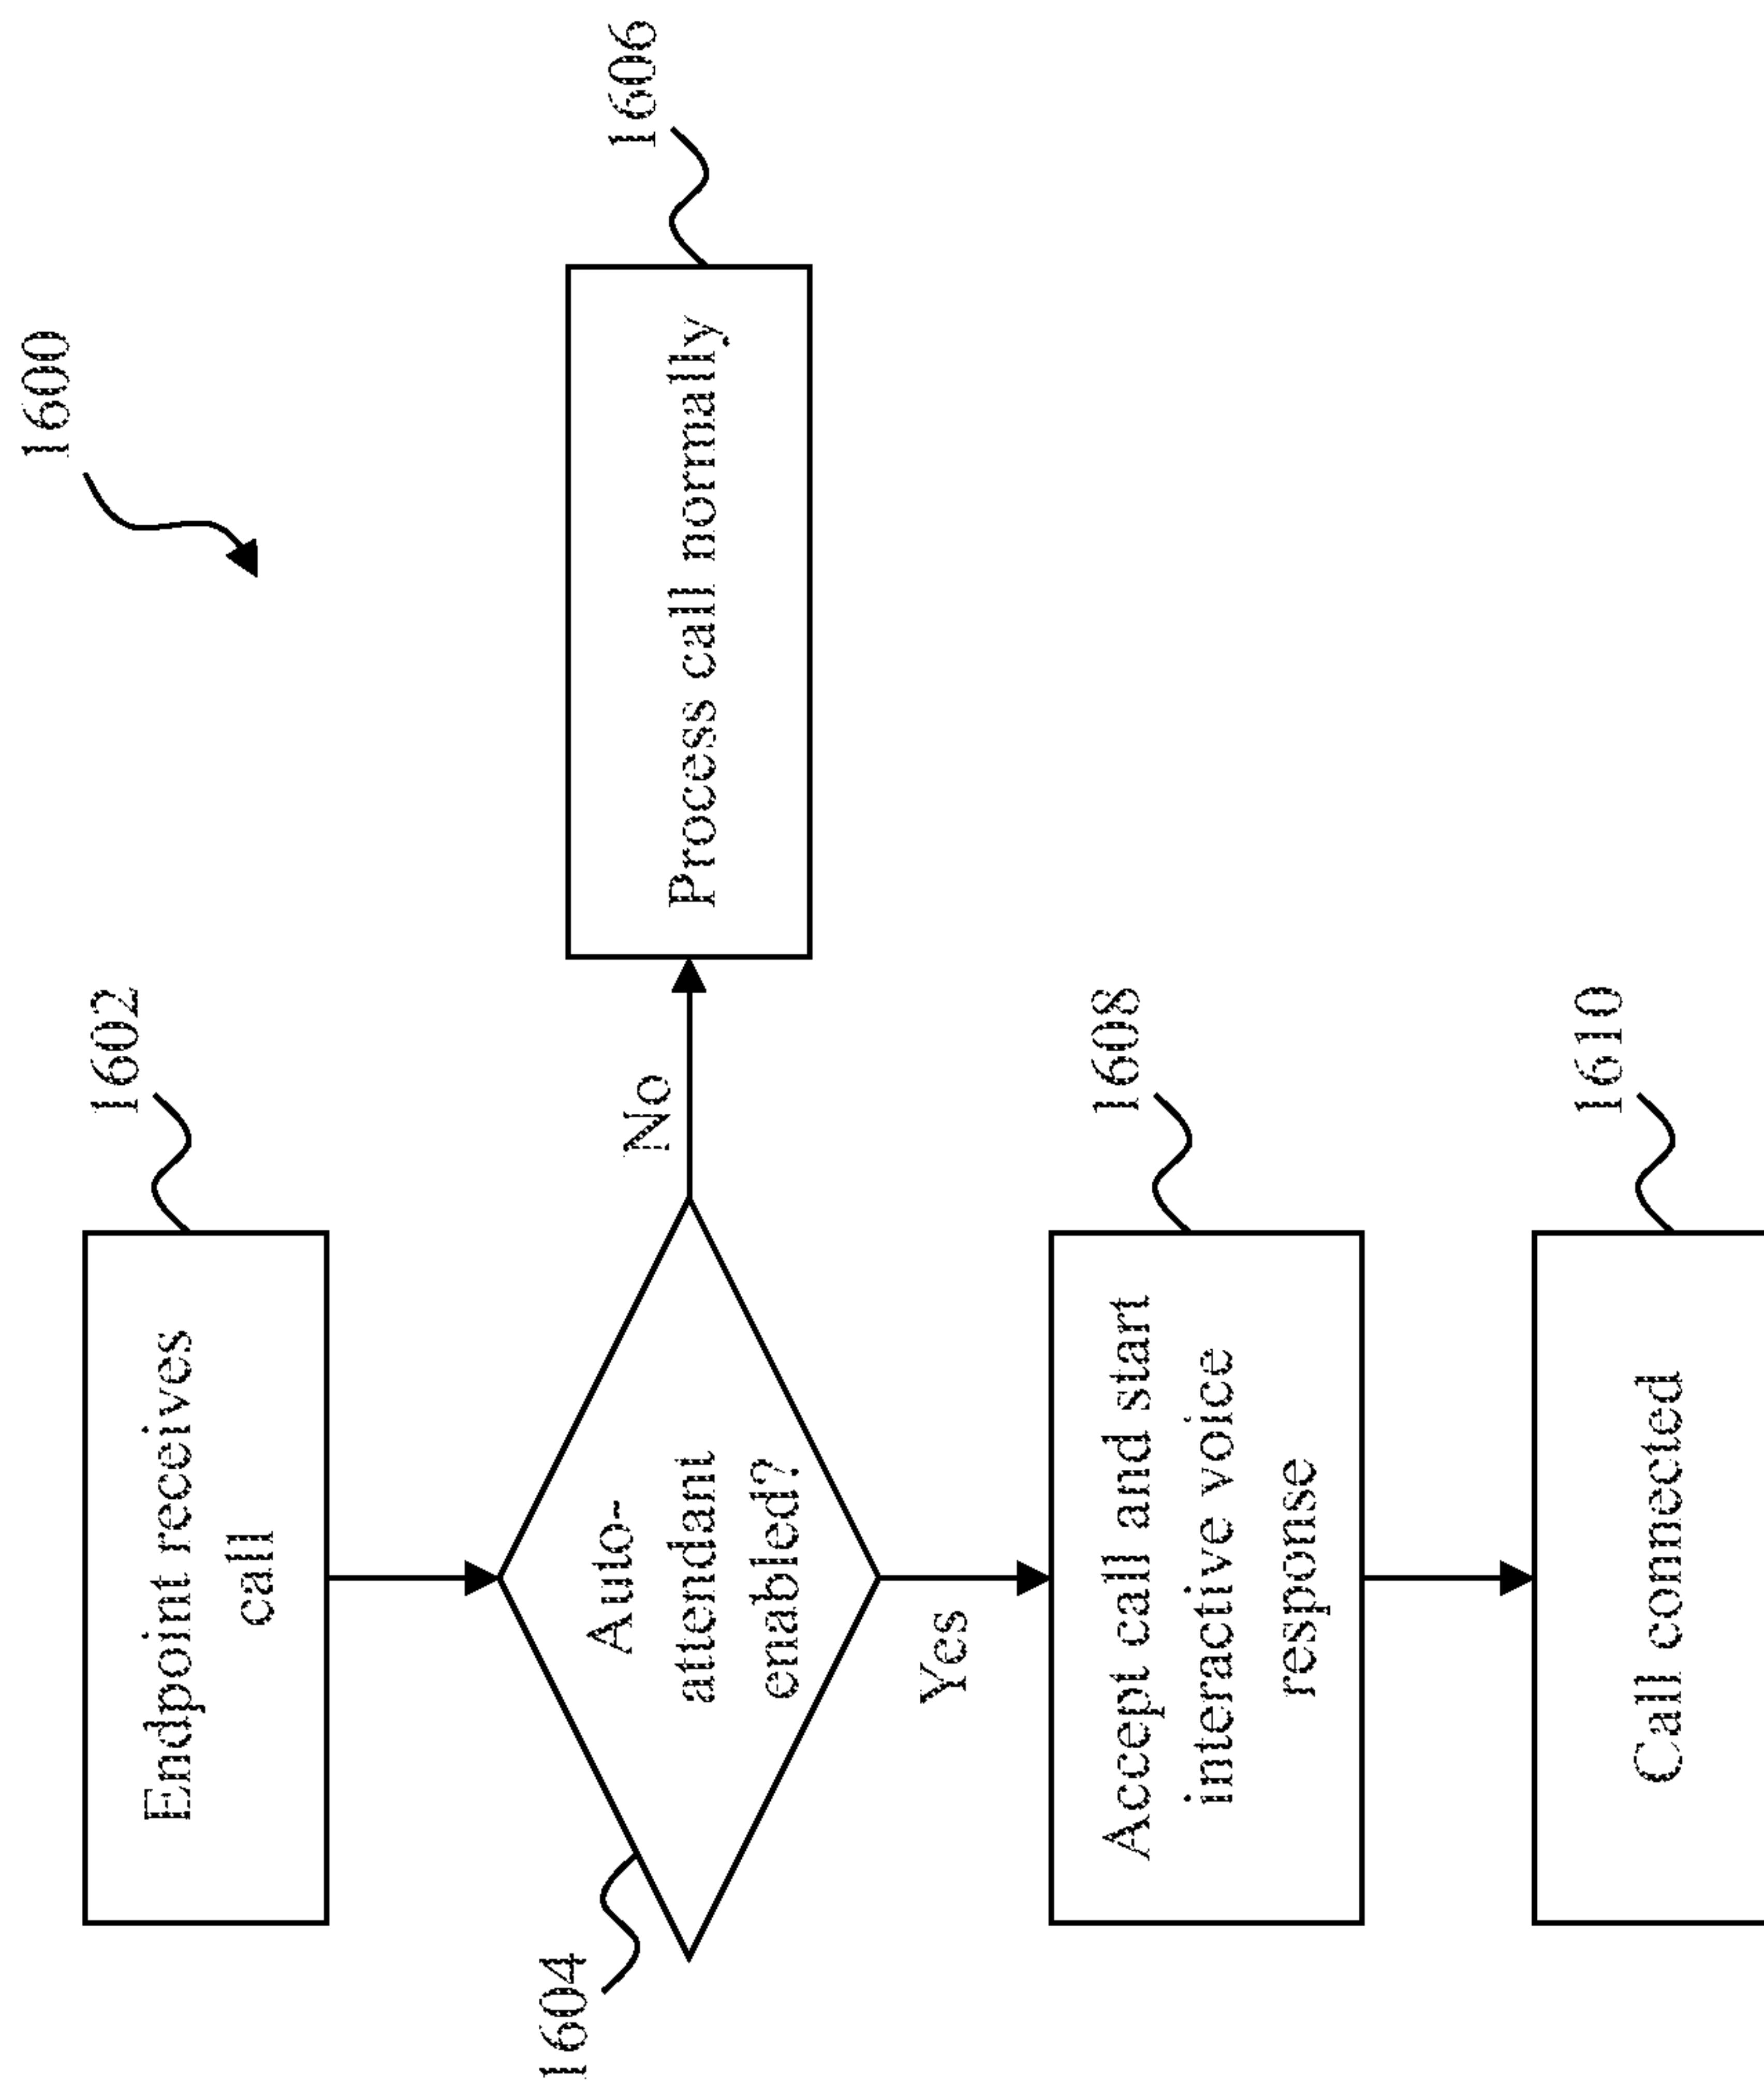 1600
1602
Endpoint receives
call
1604
Auto-
attendant
enabled?
No
1606
Process call normally
Yes
1608
Accept call and start
interactive voice
response
1610
Call connected